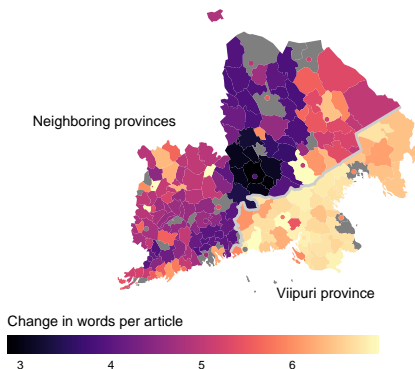 Neighboring provinces
Viipuri province
Change in words per article
3 4 5 6